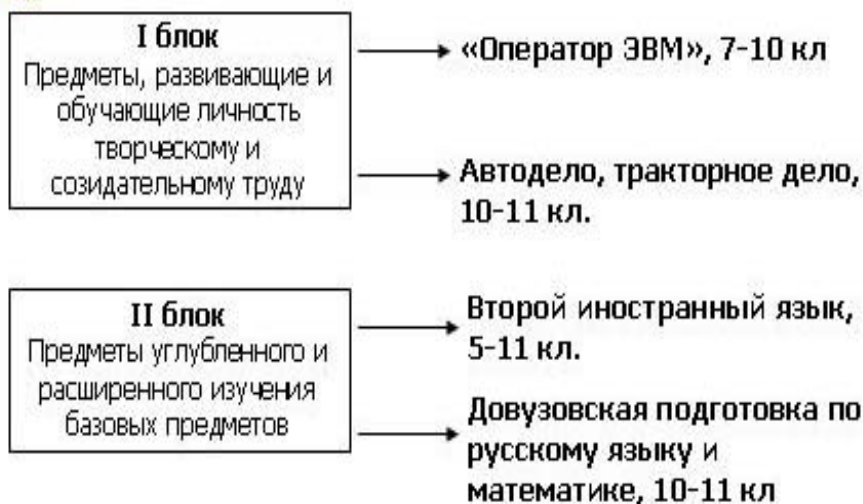 I блок
Предметы, развивающие и
обучающие личность
творческому и
созидательному труду
«Оператор ЭВМ», 7-10 кл
Автодело, тракторное дело,
10-11 кл.
II блок
Предметы углубленного и
расширенного изучения
базовых предметов
Второй иностранный язык,
5-11 кл.
Довузовская подготовка по
русскому языку и
математике, 10-11 кл